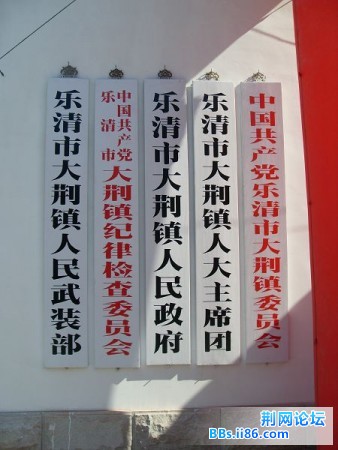 中国共产党乐清市大荆镇委员会
乐清市大荆镇人大主席团
乐清市大荆镇人民政府
中国共产党
乐清市
大荆镇纪律检查委员会
乐清市大荆镇人民武装部
荆网论坛
BBs.ii86.com